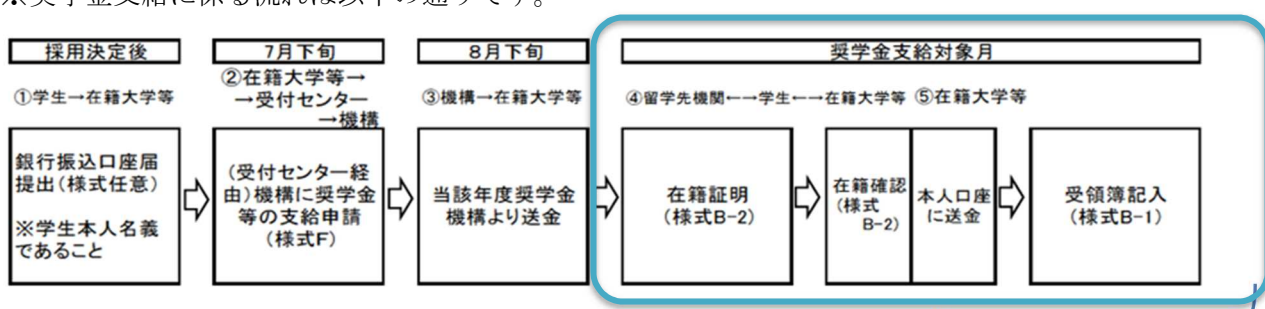 ※奨学金支給に係る流れは以下の通りです。
採用決定後
7月下旬
8月下旬
奨学金支給対象月
①学生→在籍大学等
②在籍大学等→
→受付センター
→機構
③機構→在籍大学等
④留学先機関←→学生←→在籍大学等
⑤在籍大学等
銀行振込口座届
提出(様式任意)
※学生本人名義
であること
(受付センター経
由)機構に奨学金
等の支給申請
(様式F)
当該年度奨学金
機構より送金
在籍証明
(様式B-2)
在籍確認
(様式
B-2)
本人口座
に送金
受領簿記入
(様式B-1)